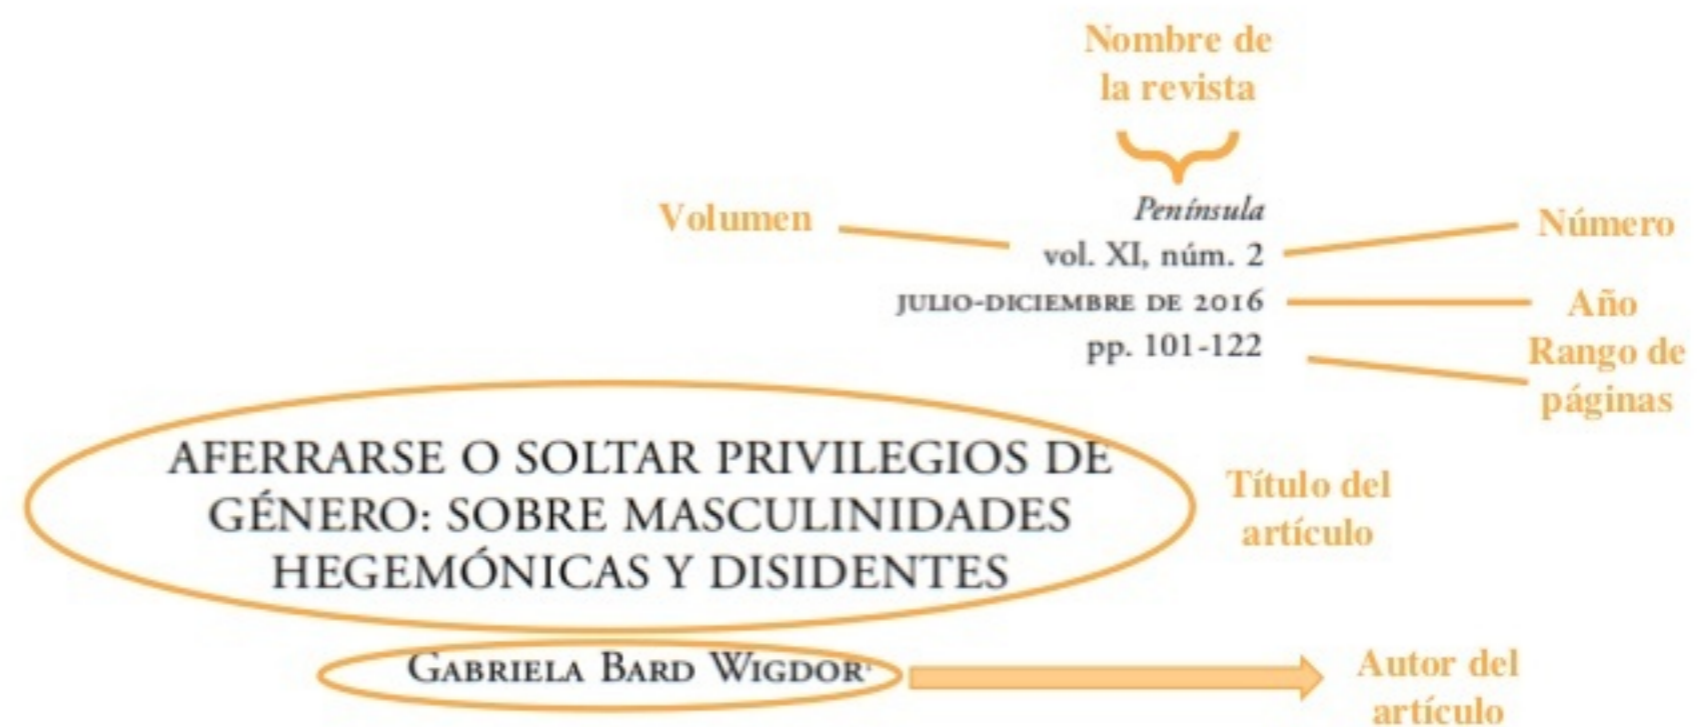 Nombre de
la revista
Península
Volumen
vol. XI, núm. 2
Número
JULIO-DICIEMBRE DE 2016
Año
pp. 101-122
Rango de
páginas
AFERRARSE O SOLTAR PRIVILEGIOS DE
GÉNERO: SOBRE MASCULINIDADES
HEGEMÓNICAS Y DISIDENTES
Título del
artículo
GABRIELA BARD WIGDOR
Autor del
artículo